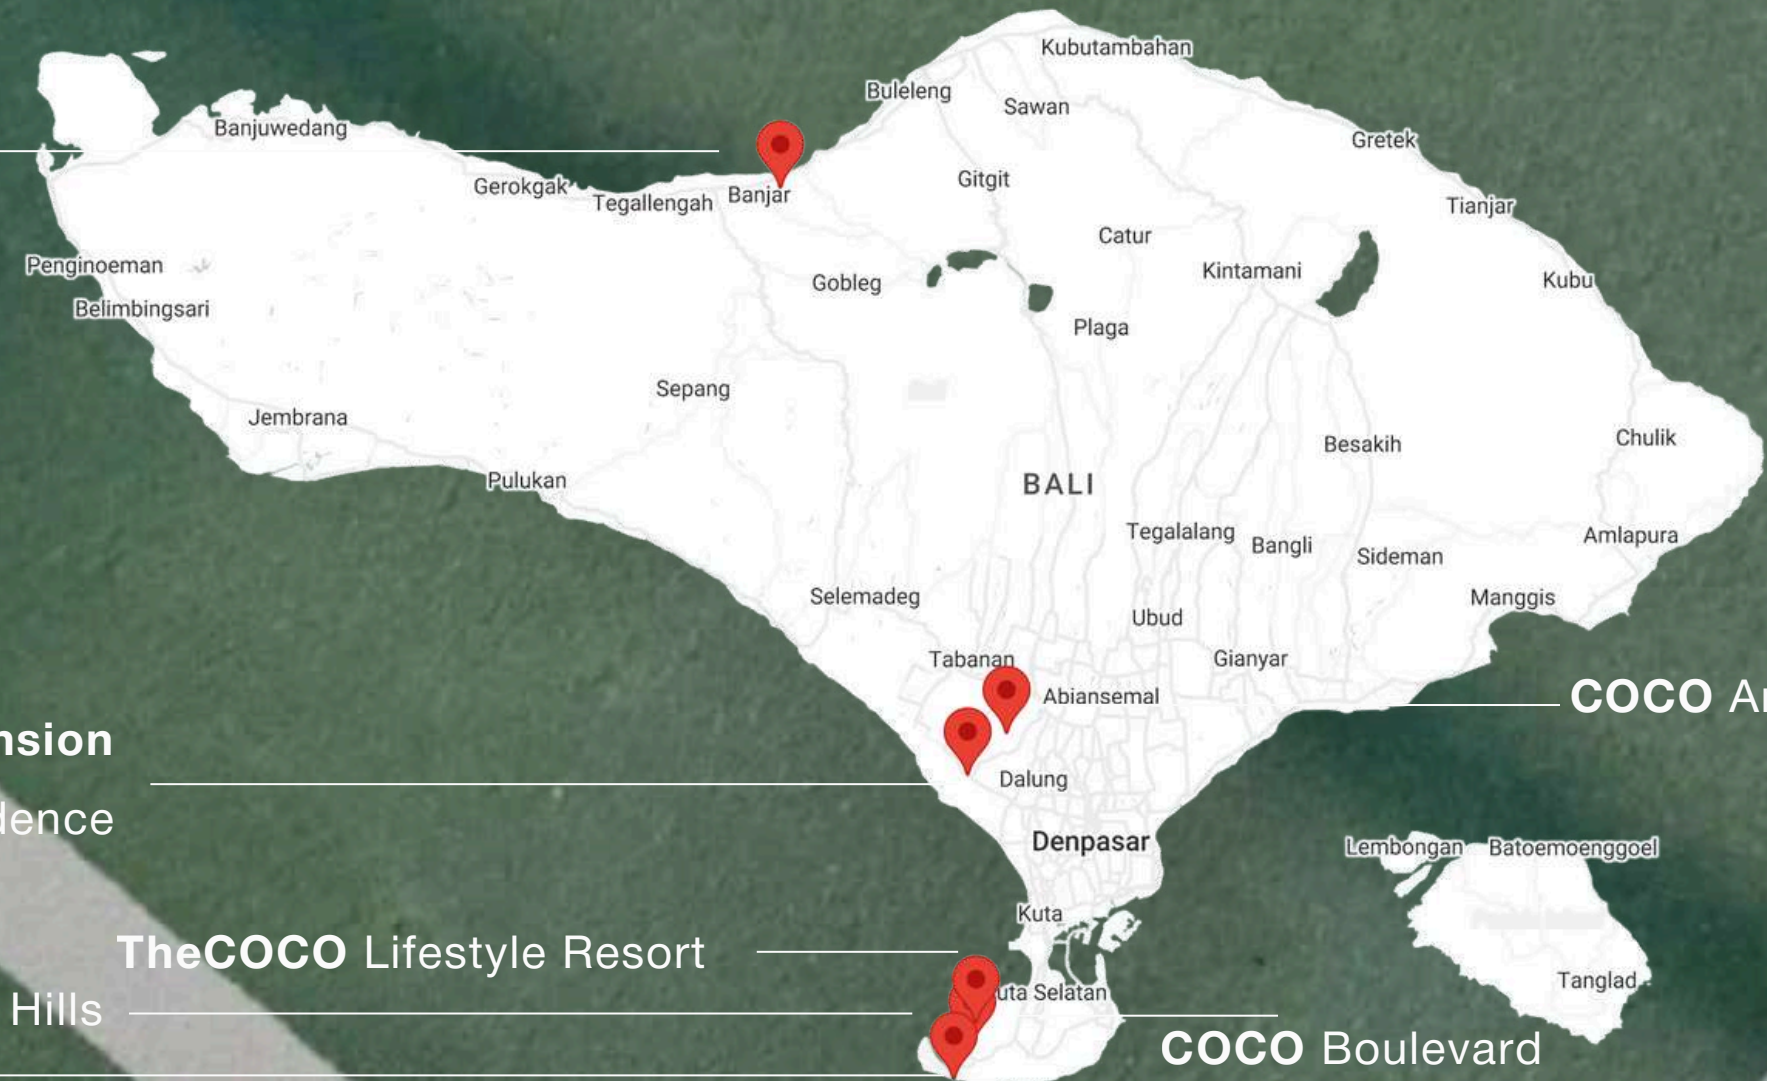 Kubutambahan
Buleleng
Sawan
Banjuwedang
Gretek
Gitgit
Gerokgak
Tegallengah
Banjar
Tianjar
Catur
Penginoeman
Kintamani
Gobleg
Kubu
Belimbingsari
Plaga
Sepang
Jembrana
Chulik
Besakih
Pulukan
BALI
Tegalalang
Bangli
Amlapura
Sideman
Selemadeg
Manggis
Ubud
Tabanan
Gianyar
Abiansemal
COCO
nsion
Dalung
dence
Denpasar
Lembongan
Batoemoenggoel
Kuta
TheCOCO Lifestyle Resort
Tanglad
uta Selatan
Hills
COCO Boulevard